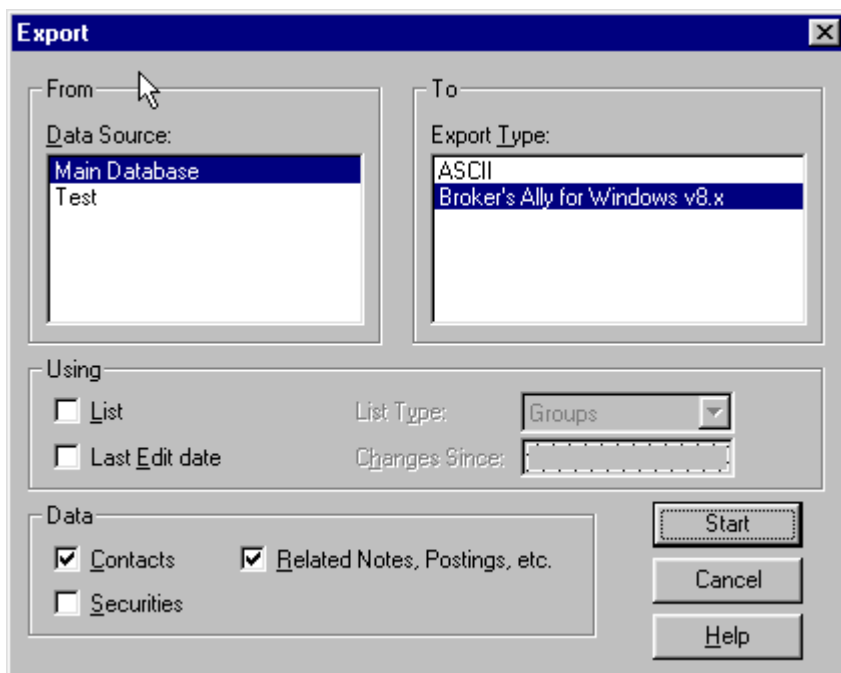 Export
From
Data Source:
Main Database
Test
To
Export Type:
ASCII
Broker's Ally for Windows v8.x
Using
List
List Type:
Groups
Last Edit date
Changes Since:
Data
Contacts
Related Notes, Postings, etc.
Securities
Start
Cancel
Help